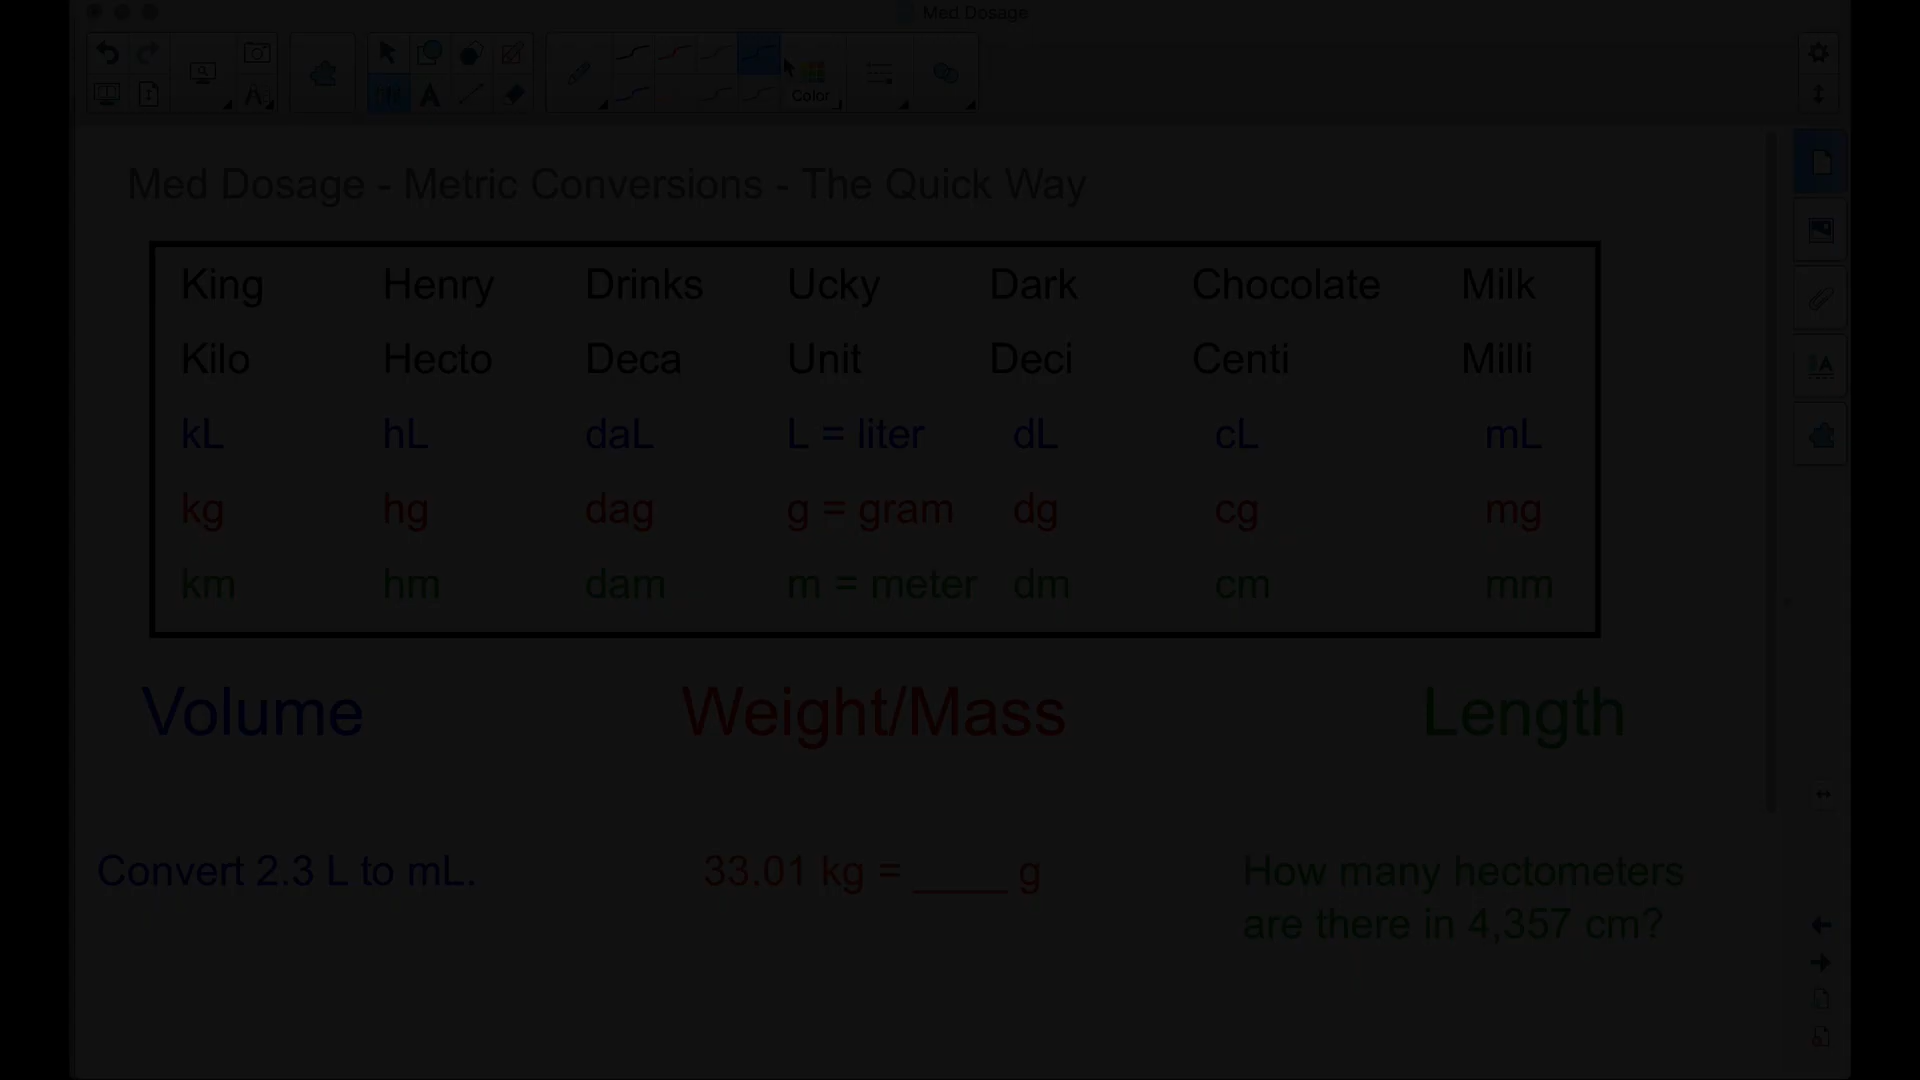 Med Dosage
Color
Med Dosage - Metric Conversions - The Quick Way
King Henry Drinks Ucky Dark Chocolate Milk
Kilo Hecto Deca Unit Deci Centi Milli
kL hL daL L = liter dL cL mL
kg hg dag g = gram dg cg mg
km hm dam m = meter dm cm mm
Volume Weight/Mass Length
Convert 2.3 L to mL.
33.01 kg = ____ g
How many hectometers
are there in 4,357 cm?